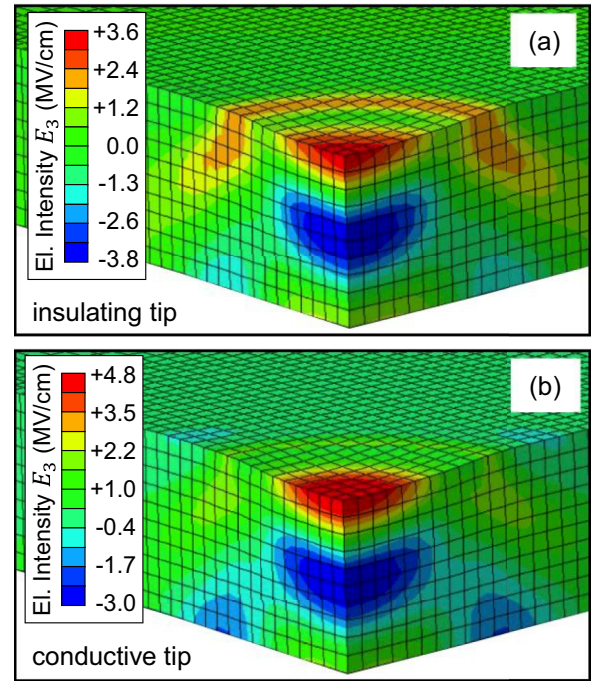 El. Intensity E₃ (MV/cm)
+3.6
+2.4
+1.2
0.0
-1.3
-2.6
-3.8
(a)
insulating tip
El. Intensity E₃ (MV/cm)
+4.8
+3.5
+2.2
+1.0
-0.4
-1.7
-3.0
(b)
conductive tip